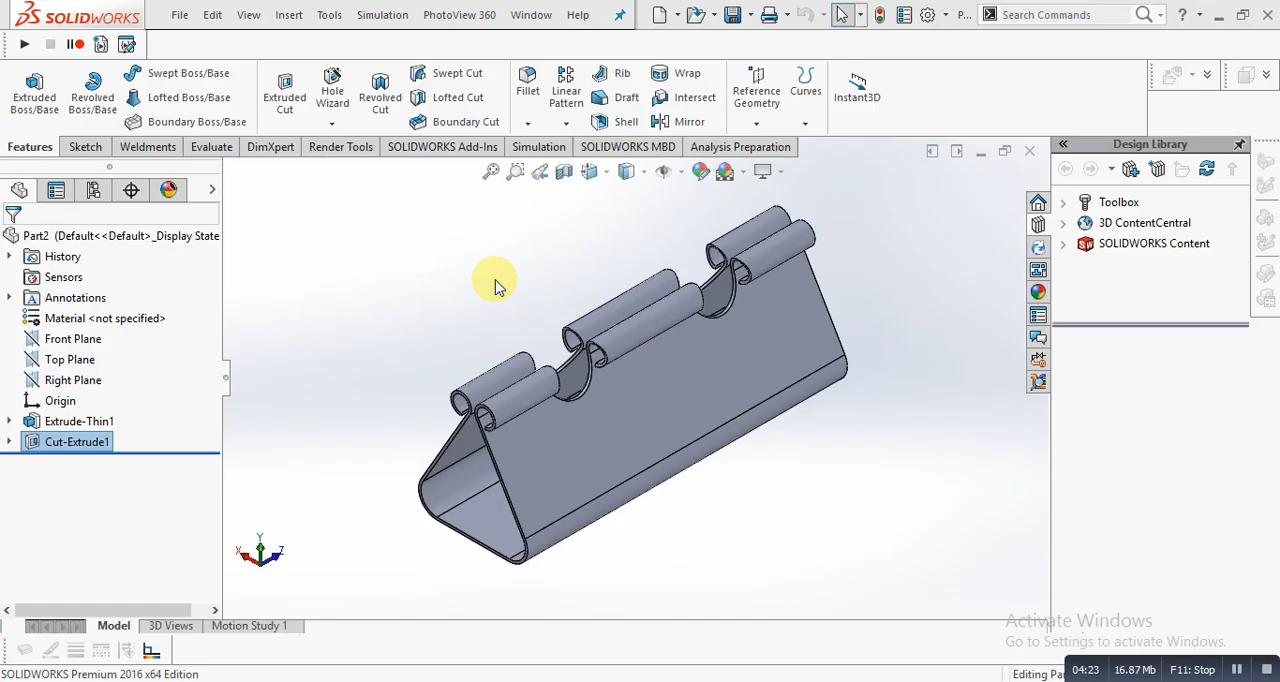 SOLIDWORKS File Edit View Insert Tools Simulation PhotoView 360 Window Help P... Search Commands ?
Extruded Boss/Base
Revolved Boss/Base
Swept Boss/Base
Lofted Boss/Base
Boundary Boss/Base
Extruded Cut
Hole Wizard
Revolved Cut
Swept Cut
Lofted Cut
Boundary Cut
Fillet
Linear Pattern
Rib
Draft
Shell
Wrap
Intersect
Mirror
Reference Geometry
Curves
Instant3D
Features Sketch Weldments Evaluate DimXpert Render Tools SOLIDWORKS Add-Ins Simulati SOLIDWORKS MBD Analysis Preparation
Design Library
Toolbox
3D ContentCentral
SOLIDWORKS Content
Part2 (Default<<Default>_Display State
History
Sensors
Annotations
Material <not specified>
Front Plane
Top Plane
Right Plane
Origin
Extrude-Thin1
Cut-Extrude1
Y
X
Z
Model 3D Views Motion Study 1
Activate Windows
Go to Settings to activate Windows.
SOLIDWORKS Premium 2016 x64 Edition
Editing Pa
04:23 16.87 Mb F11: Stop